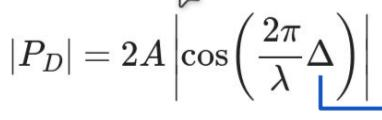 |P_D| = 2A |cos(2π/λ Δ)|